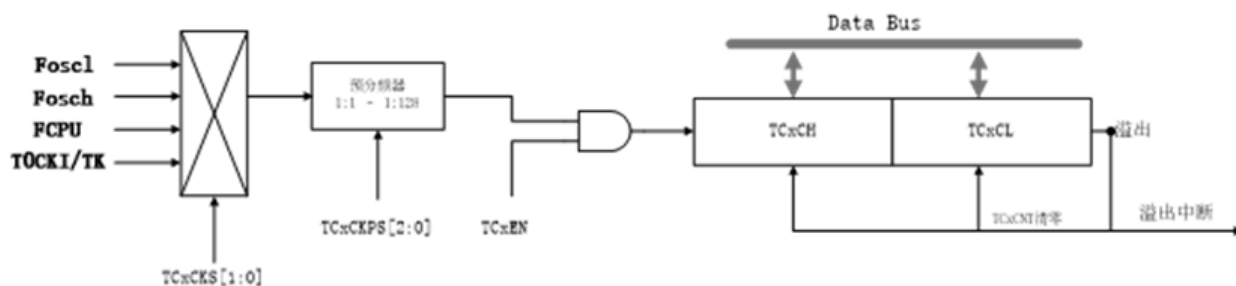 Data Bus
Foscl
Fosch
FCPU
T0CKI/TK
预分频器
1:1 - 1:128
TCxCH
TCxCL
溢出
TCxCKPS[2:0]
TCxEN
TCxCNT清零
溢出中断
TCxCKS[1:0]